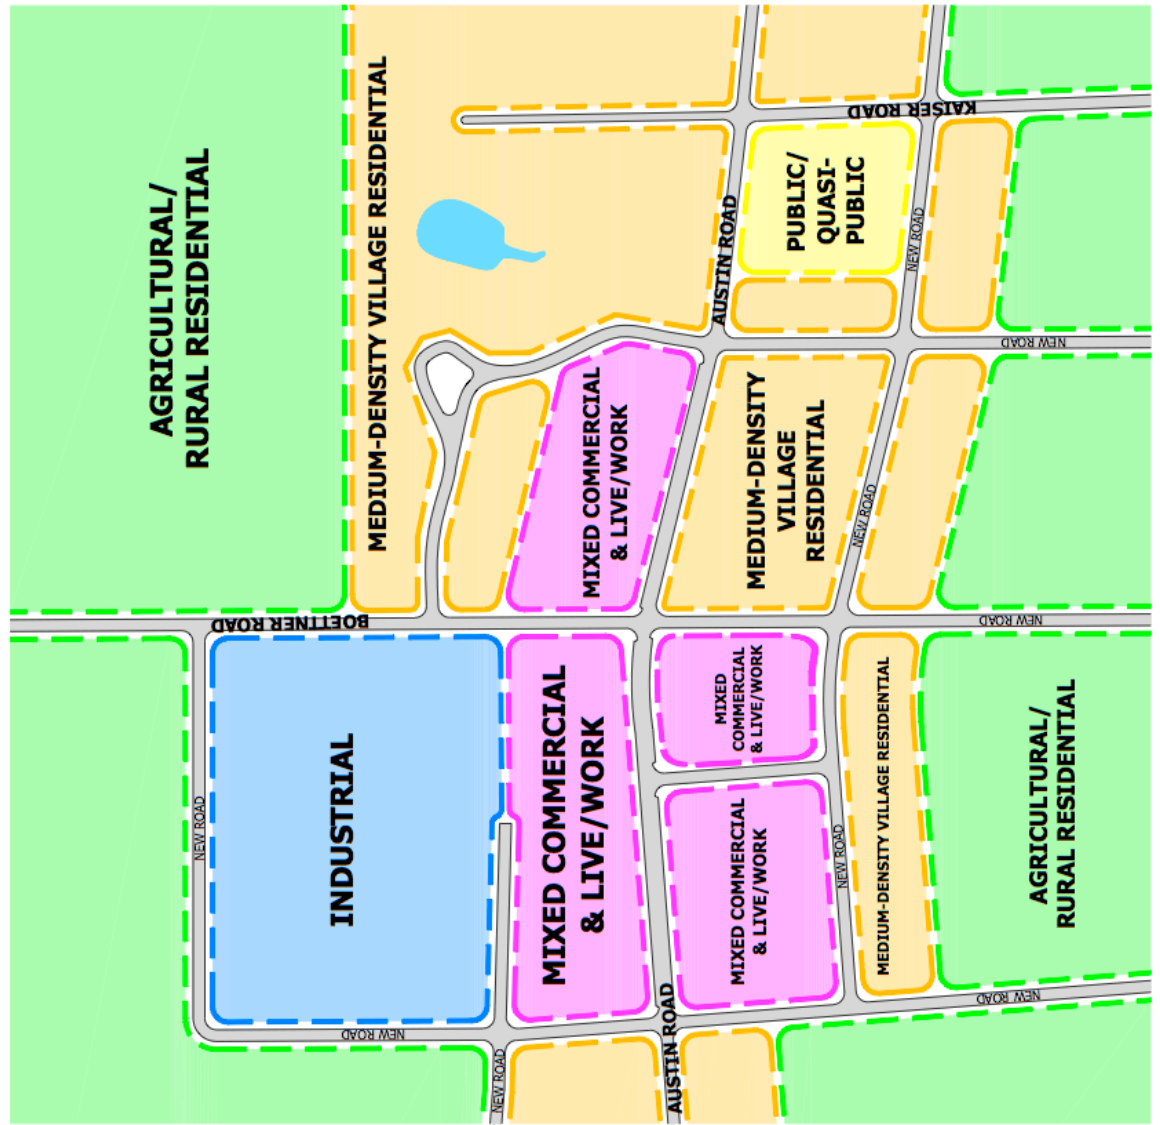 KAISER ROAD
AGRICULTURAL/
RURAL RESIDENTIAL
MEDIUM-DENSITY VILLAGE RESIDENTIAL
PUBLIC/
QUASI-
PUBLIC
AUSTIN ROAD
NEW ROAD
NEW ROAD
MIXED COMMERCIAL
& LIVE/WORK
MEDIUM-DENSITY
VILLAGE
RESIDENTIAL
NEW ROAD
BOETTNER ROAD
NEW ROAD
INDUSTRIAL
MIXED COMMERCIAL
& LIVE/WORK
MIXED
COMMERCIAL
& LIVE/WORK
MEDIUM-DENSITY VILLAGE RESIDENTIAL
AGRICULTURAL/
RURAL RESIDENTIAL
NEW ROAD
MIXED COMMERCIAL
& LIVE/WORK
NEW ROAD
NEW ROAD
NEW ROAD
AUSTIN ROAD
NEW ROAD